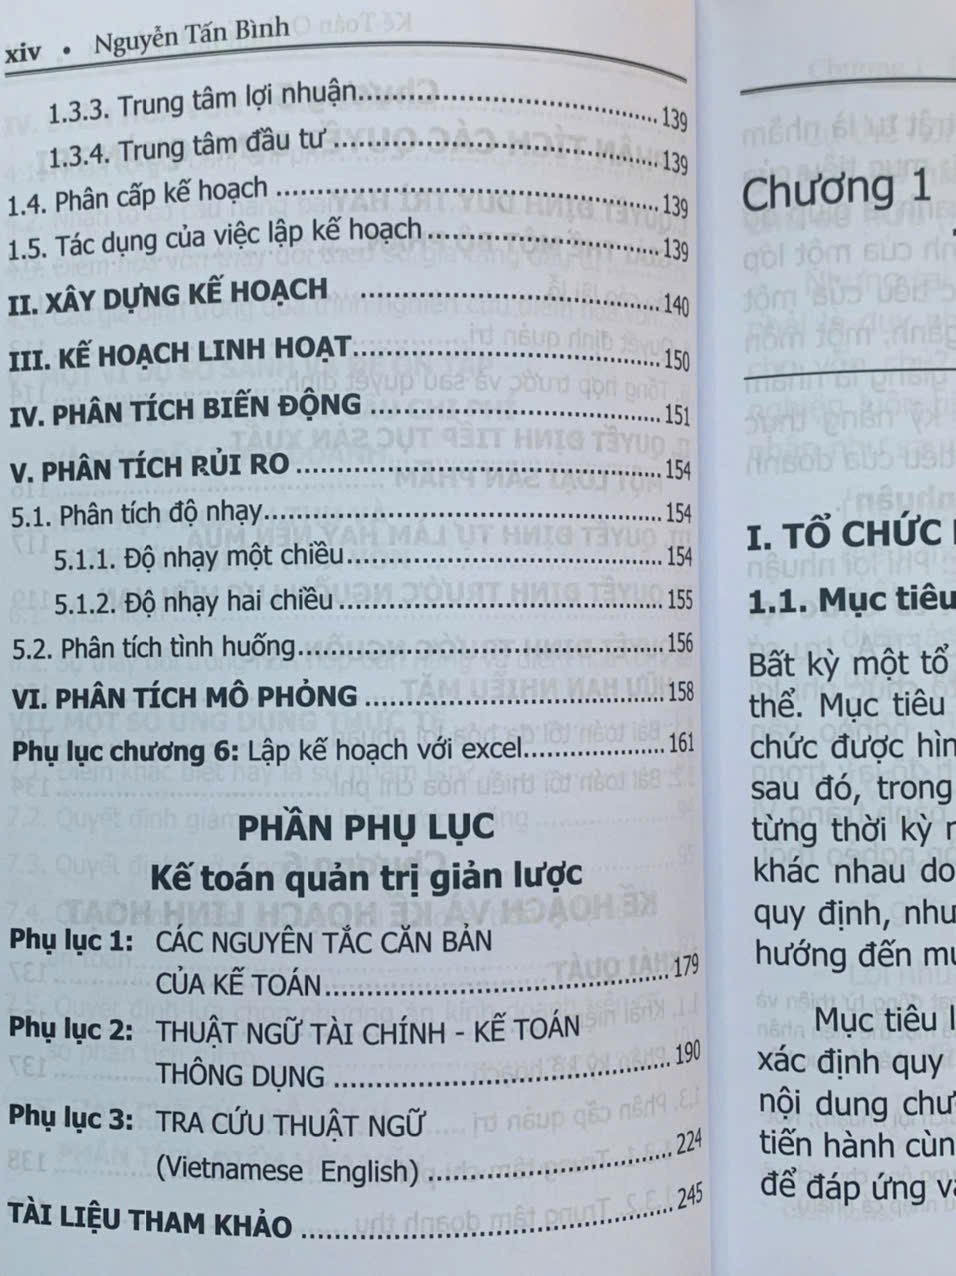 xiv • Nguyễn Tấn Bình
1.3.3. Trung tâm lợi nhuận 139
1.3.4. Trung tâm đầu tư 139
1.4. Phân cấp kế hoạch 139
1.5. Tác dụng của việc lập kế hoạch 139
II. XÂY DỰNG KẾ HOẠCH 140
III. KẾ HOẠCH LINH HOẠT 150
IV. PHÂN TÍCH BIẾN ĐỘNG 151
V. PHÂN TÍCH RỦI RO 154
5.1. Phân tích độ nhạy 154
5.1.1. Độ nhạy một chiều 154
5.1.2. Độ nhạy hai chiều 155
5.2. Phân tích tình huống 156
VI. PHÂN TÍCH MÔ PHỎNG 158
Phụ lục chương 6: Lập kế hoạch với excel 161
PHẦN PHỤ LỤC
Kế toán quản trị giản lược
Phụ lục 1: CÁC NGUYÊN TẮC CĂN BẢN
CỦA KẾ TOÁN 179
Phụ lục 2: THUẬT NGỮ TÀI CHÍNH - KẾ TOÁN
THÔNG DỤNG 190
Phụ lục 3: TRA CỨU THUẬT NGỮ
(Vietnamese English) 224
TÀI LIỆU THAM KHẢO 245
Chương 1
I. TỔ CHỨC
1.1. Mục tiêu
Bất kỳ một tổ
thể. Mục tiêu
chức được
sau đó, trong
từng thời kỳ
khác nhau do
quy định, như
hướng đến
Mục tiêu
xác định quy
nội dung
tiến hành
để đáp ứng